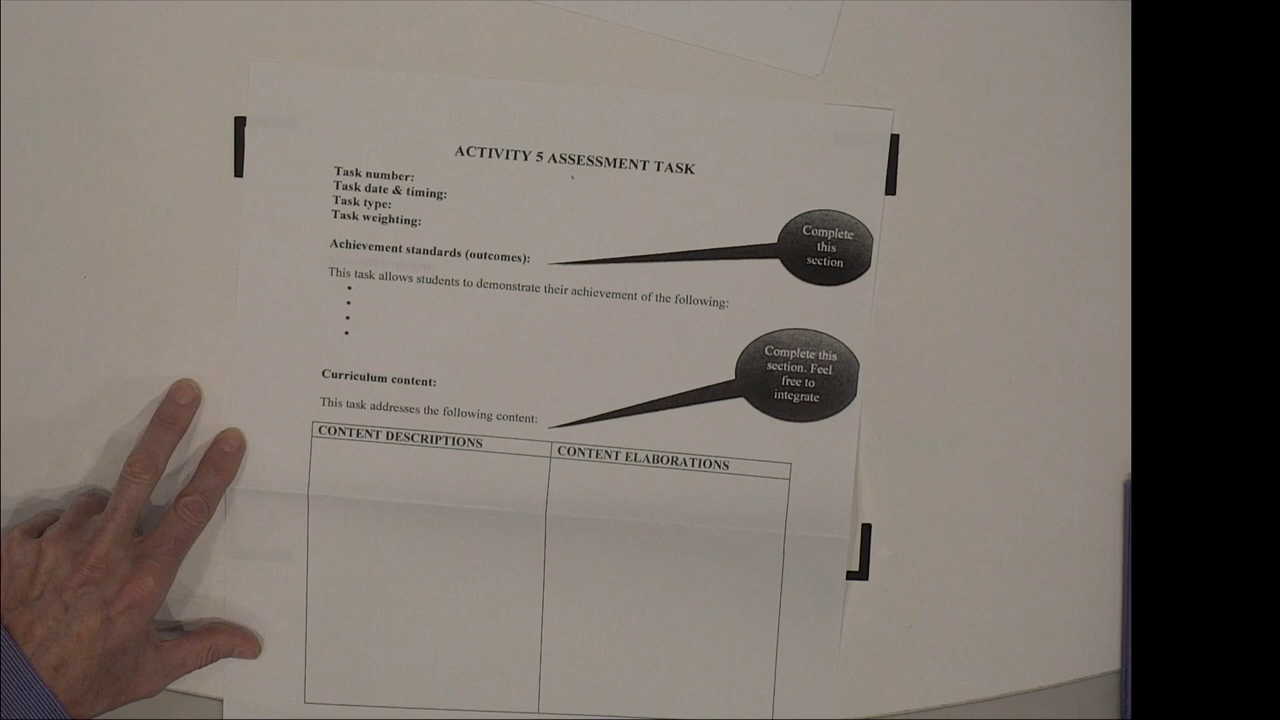 ACTIVITY 5 ASSESSMENT TASK
Task number:
Task date & timing:
Task type:
Task weighting:
Complete
this
section
Achievement standards (outcomes):
This task allows students to demonstrate their achievement of the following:
Complete this
section. Feel
free to
integrate
Curriculum content:
This task addresses the following content:
CONTENT DESCRIPTIONS
CONTENT ELABORATIONS